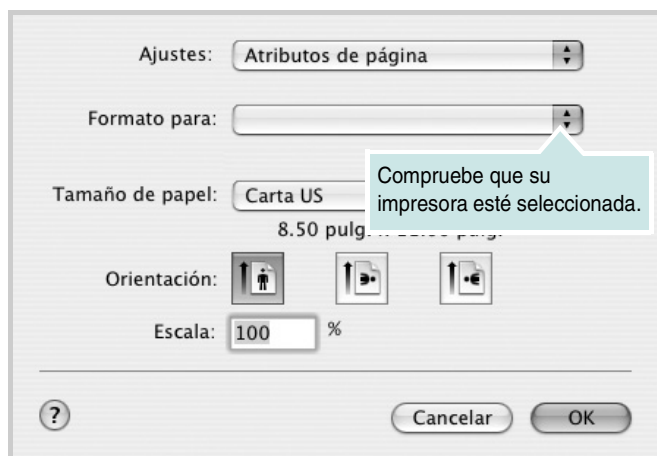 Ajustes: Atributos de página
Formato para:
Compruebe que su
impresora esté seleccionada.
Tamaño de papel: Carta US
8.50 pulg.
Orientación:
Escala: 100 %
? Cancelar OK